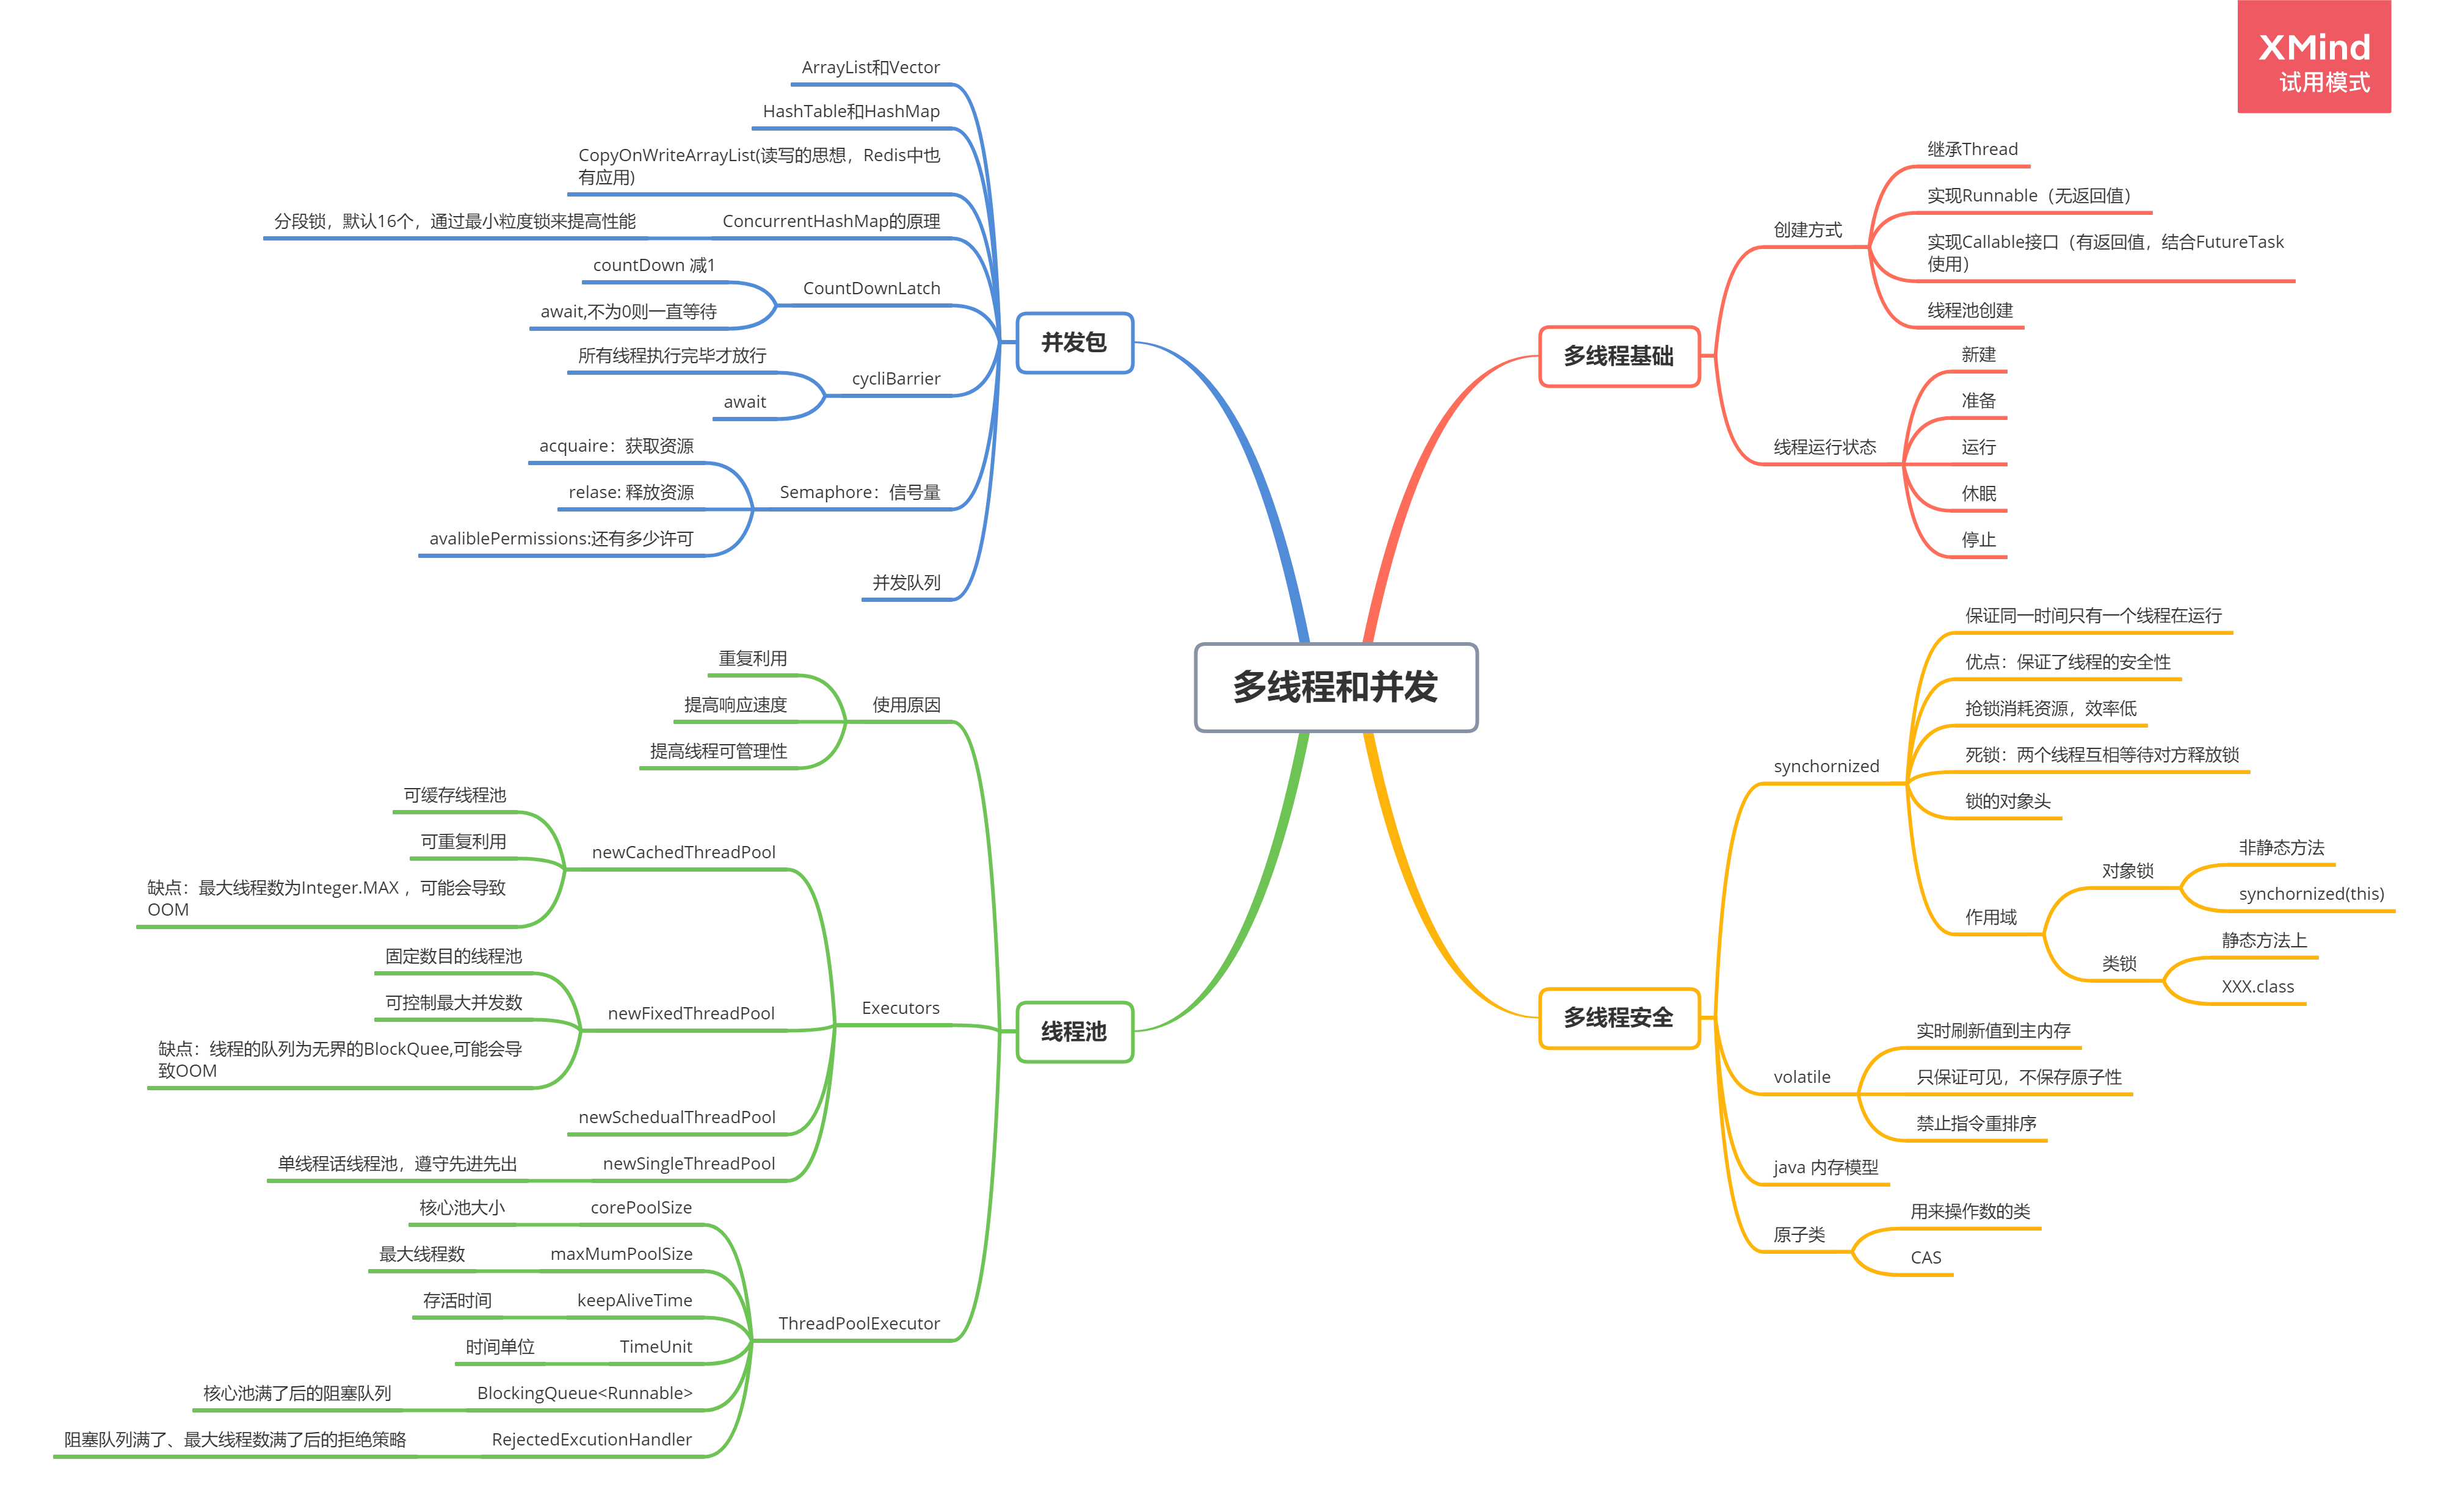 XMind
试用模式
多线程和并发
多线程基础
创建方式
继承Thread
实现Runnable（无返回值）
实现Callable接口（有返回值，结合FutureTask
使用）
线程池创建
线程运行状态
新建
准备
运行
休眠
停止
多线程安全
synchornized
保证同一时间只有一个线程在运行
优点：保证了线程的安全性
抢锁消耗资源，效率低
死锁：两个线程互相等待对方释放锁
锁的对象头
作用域
对象锁
非静态方法
synchornized(this)
类锁
静态方法上
XXX.class
volatile
实时刷新值到主内存
只保证可见，不保存原子性
禁止指令重排序
java 内存模型
原子类
用来操作数的类
CAS
并发包
ArrayList和Vector
HashTable和HashMap
CopyOnWriteArrayList(读写的思想，Redis中也
有应用)
ConcurrentHashMap的原理
分段锁，默认16个，通过最小粒度锁来提高性能
CountDownLatch
countDown 减1
await,不为0则一直等待
cycliBarrier
所有线程执行完毕才放行
await
Semaphore：信号量
acquaire：获取资源
relase: 释放资源
avaliblePermissions:还有多少许可
并发队列
线程池
使用原因
重复利用
提高响应速度
提高线程可管理性
Executors
newCachedThreadPool
可缓存线程池
可重复利用
缺点：最大线程数为Integer.MAX ，可能会导致
OOM
newFixedThreadPool
固定数目的线程池
可控制最大并发数
缺点：线程的队列为无界的BlockQuee,可能会导
致OOM
newSchedualThreadPool
newSingleThreadPool
单线程话线程池，遵守先进先出
ThreadPoolExecutor
corePoolSize
核心池大小
maxMumPoolSize
最大线程数
keepAliveTime
存活时间
TimeUnit
时间单位
BlockingQueue&lt;Runnable&gt;
核心池满了后的阻塞队列
RejectedExcutionHandler
阻塞队列满了、最大线程数满了后的拒绝策略